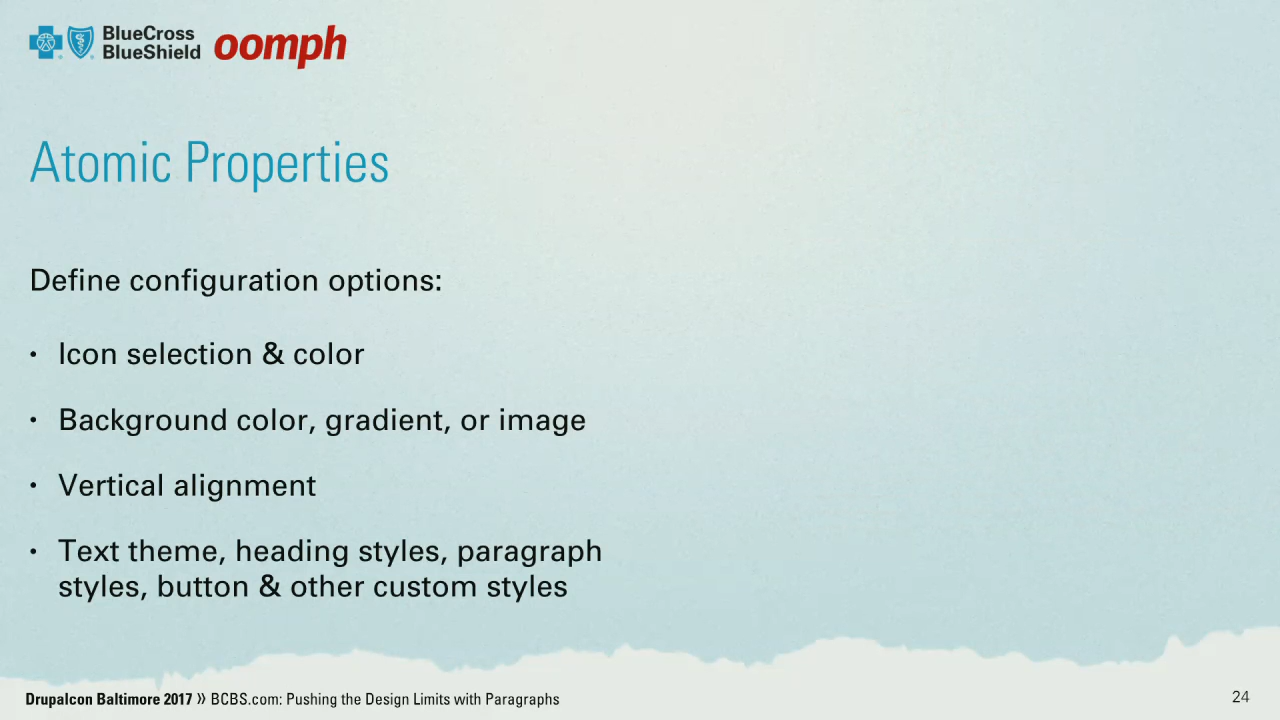 BlueCross
BlueShield
oomph
Atomic Properties
Define configuration options:
• Icon selection & color
• Background color, gradient, or image
• Vertical alignment
• Text theme, heading styles, paragraph
styles, button & other custom styles
Drupalcon Baltimore 2017 » BCBS.com: Pushing the Design Limits with Paragraphs
24